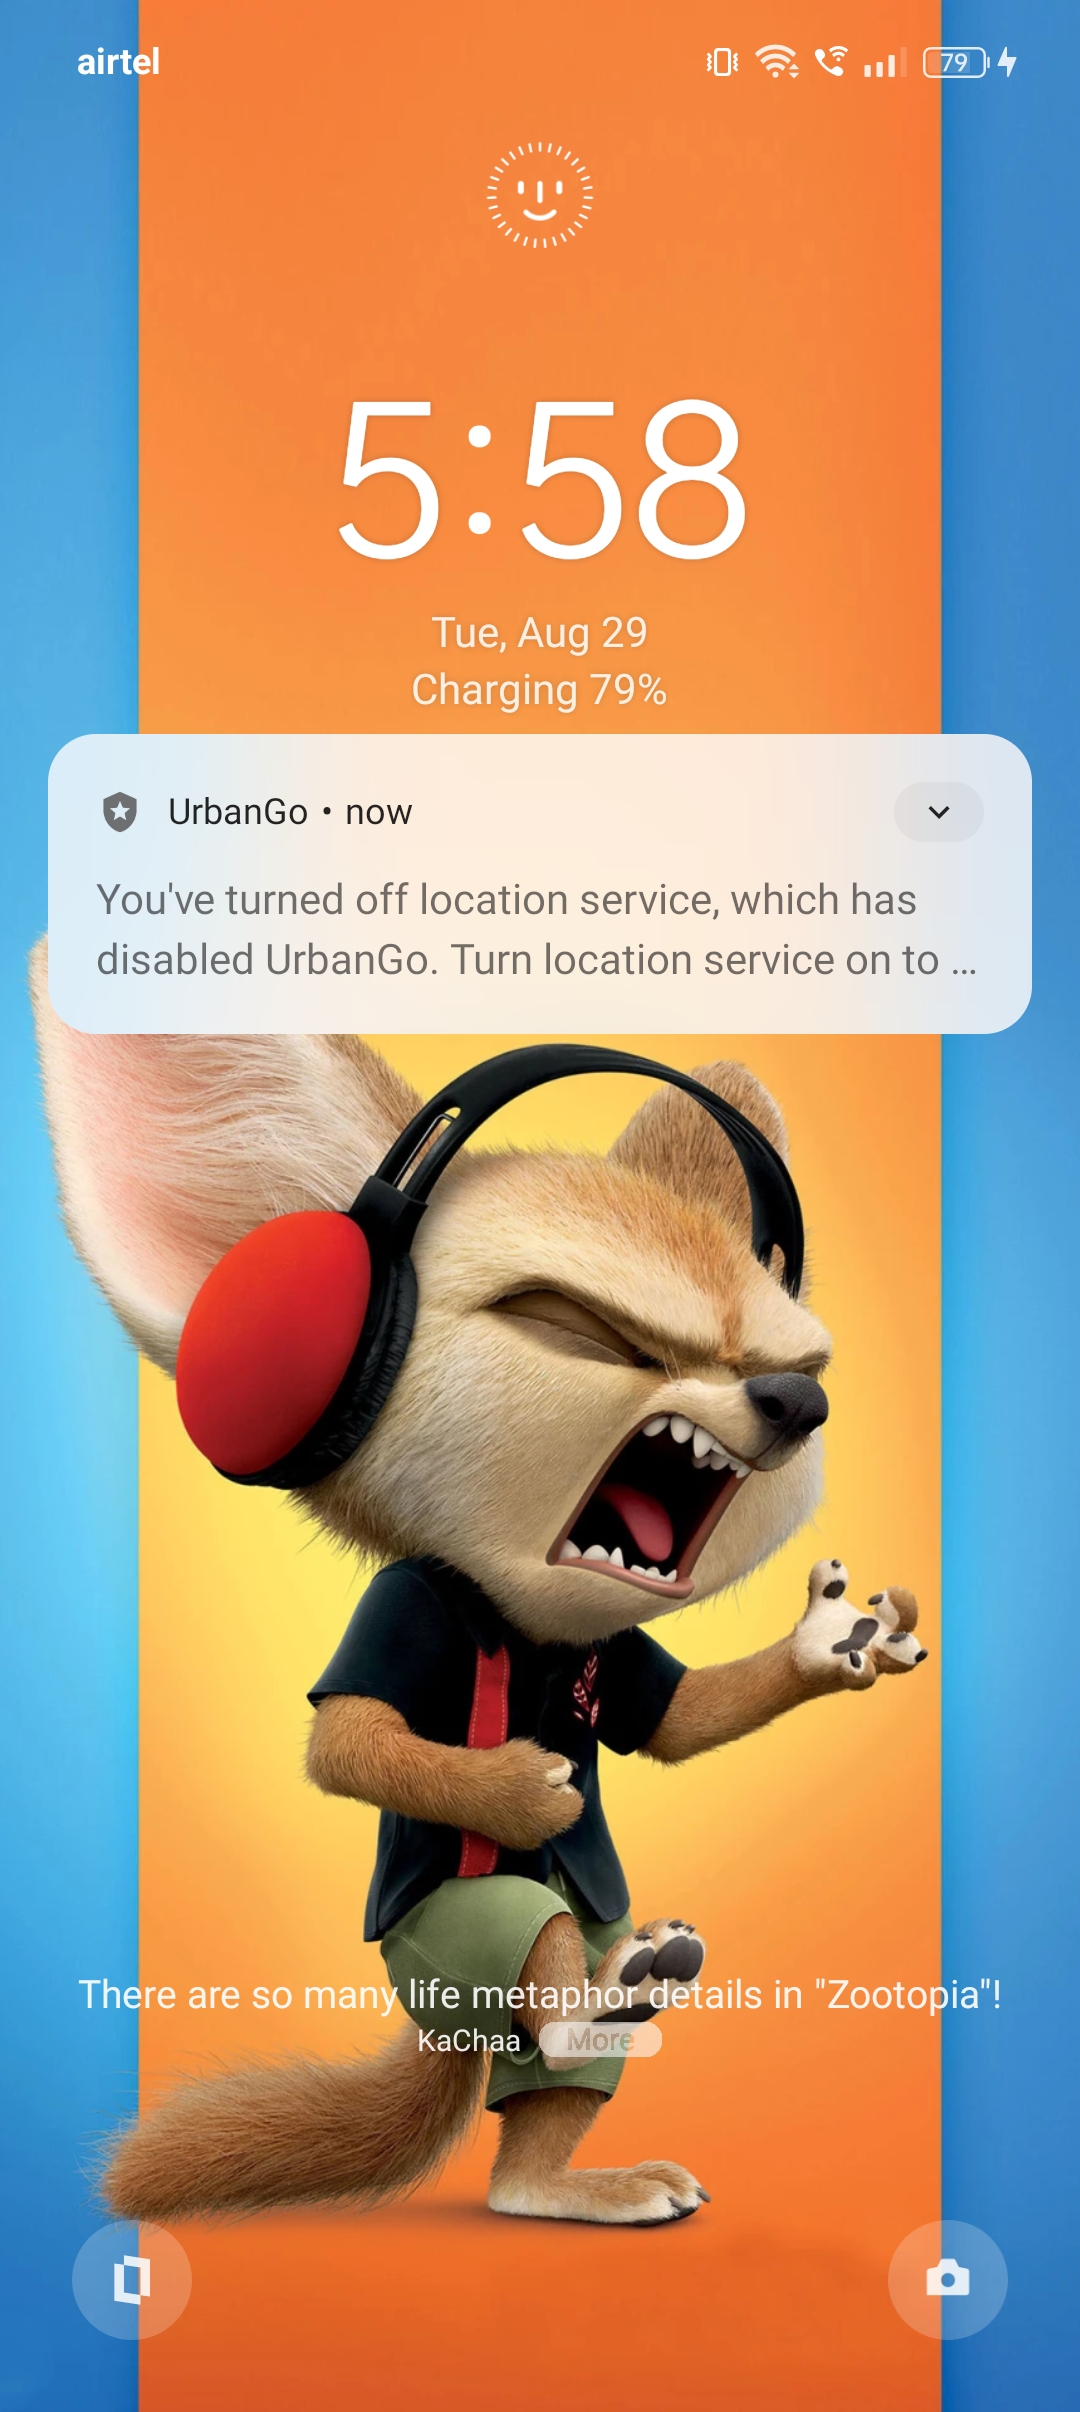 airtel
79
5:58
Tue, Aug 29
Charging 79%
UrbanGo • now
You've turned off location service, which has
disabled UrbanGo. Turn location service on to ...
There are so many life metaphor details in "Zootopia"!
KaChaa More